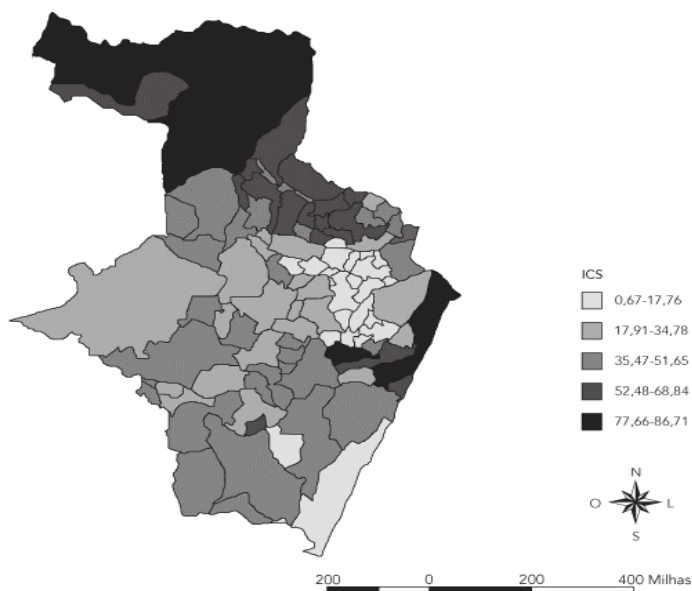 ICS
0,67-17,76
17,91-34,78
35,47-51,65
52,48-68,84
77,66-86,71
N
O L
S
200 0 200 400 Milhas